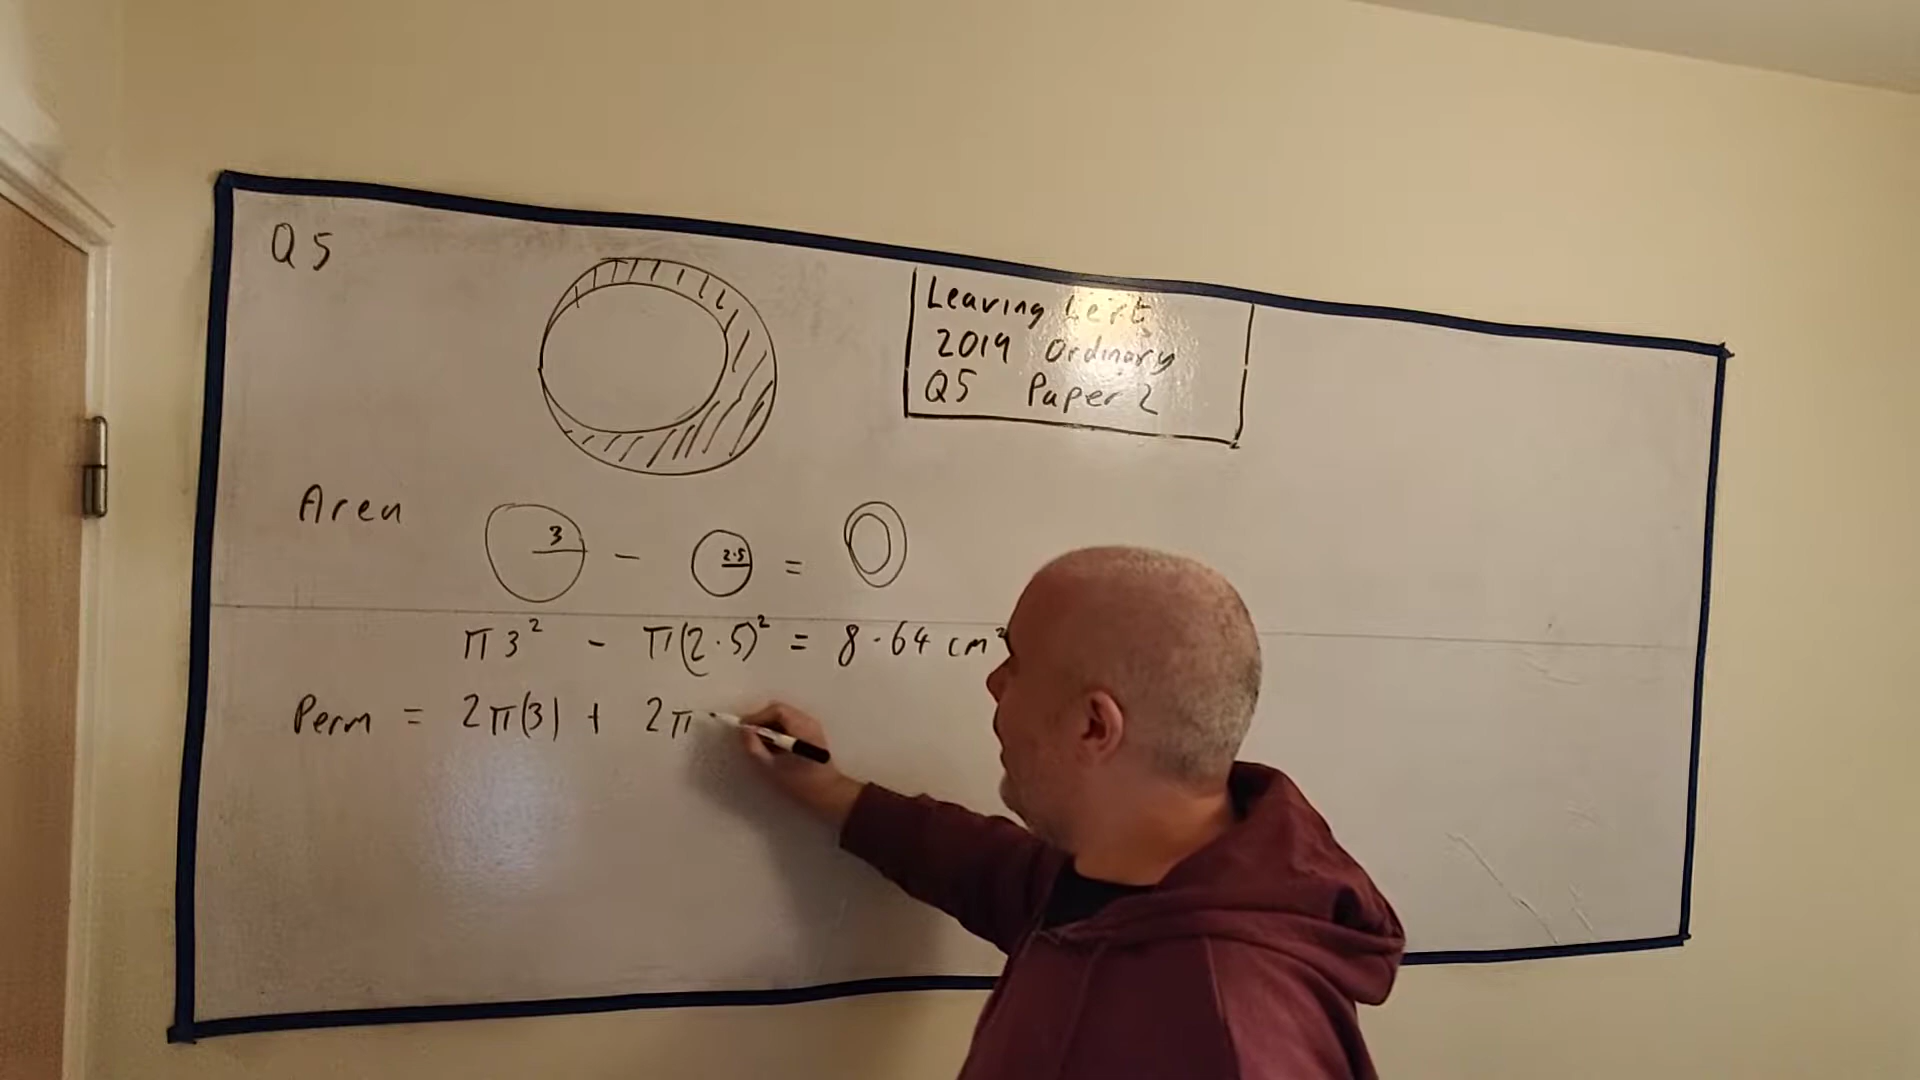 Q5
Leaving Cert
2019 Ordinary
Q5 Paper 2
Area
3 - 2.5 =
π3² - π(2.5)² = 8.64 cm²
Perm = 2π(3) + 2π